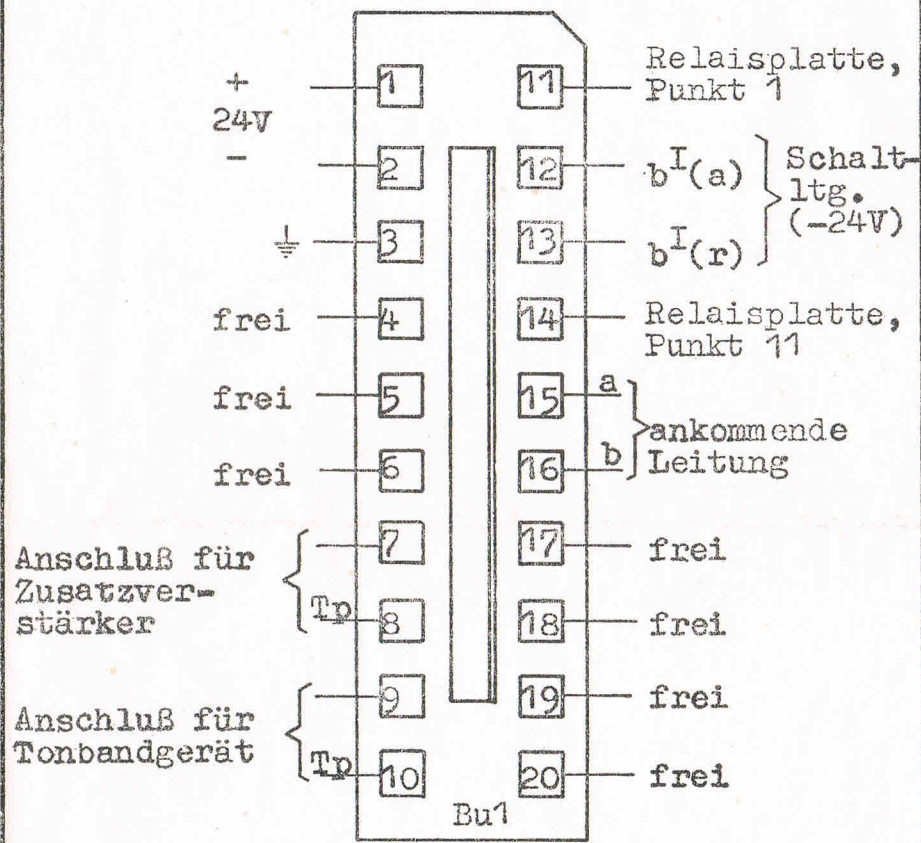 +
24V
-
frei
frei
frei
Anschluß für
Zusatzver-
stärker
Tp
Anschluß für
Tonbandgerät
Tp
1
2
3
4
5
6
7
8
9
10
11
12
13
14
15
16
17
18
19
20
Bu1
Relaisplatte,
Punkt 1
bᴵ(a)
bᴵ(r)
Schalt-
ltg.
(-24V)
Relaisplatte,
Punkt 11
a
b
ankommende
Leitung
frei
frei
frei
frei